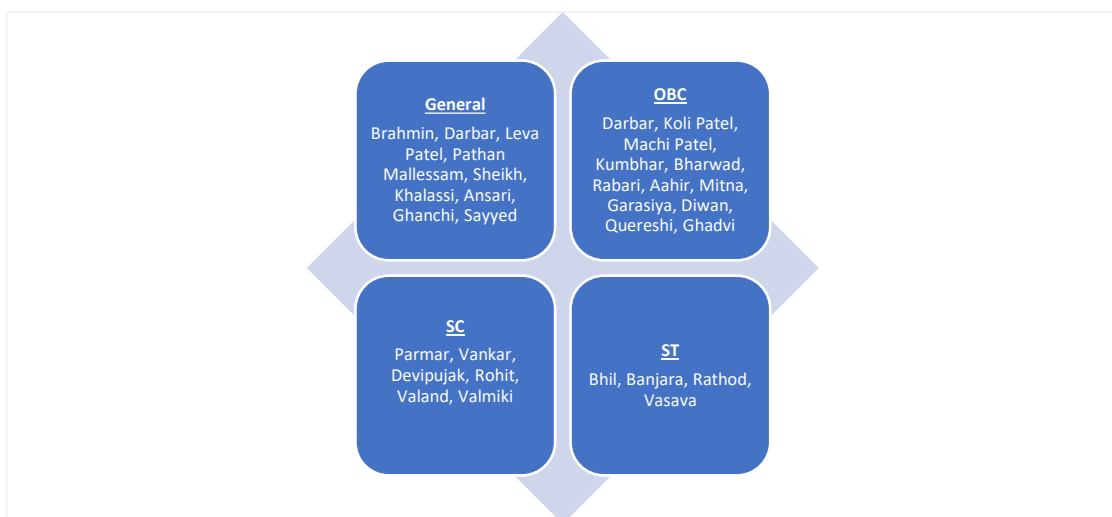 General
Brahmin, Darbar, Leva
Patel, Pathan
Mallessam, Sheikh,
Khalassi, Ansari,
Ghanchi, Sayyed
OBC
Darbar, Koli Patel,
Machi Patel,
Kumbhar, Bharwad,
Rabari, Aahir, Mitna,
Garasiya, Diwan,
Quereshi, Ghadvi
SC
Parmar, Vankar,
Devipujak, Rohit,
Valand, Valmiki
ST
Bhil, Banjara, Rathod,
Vasava